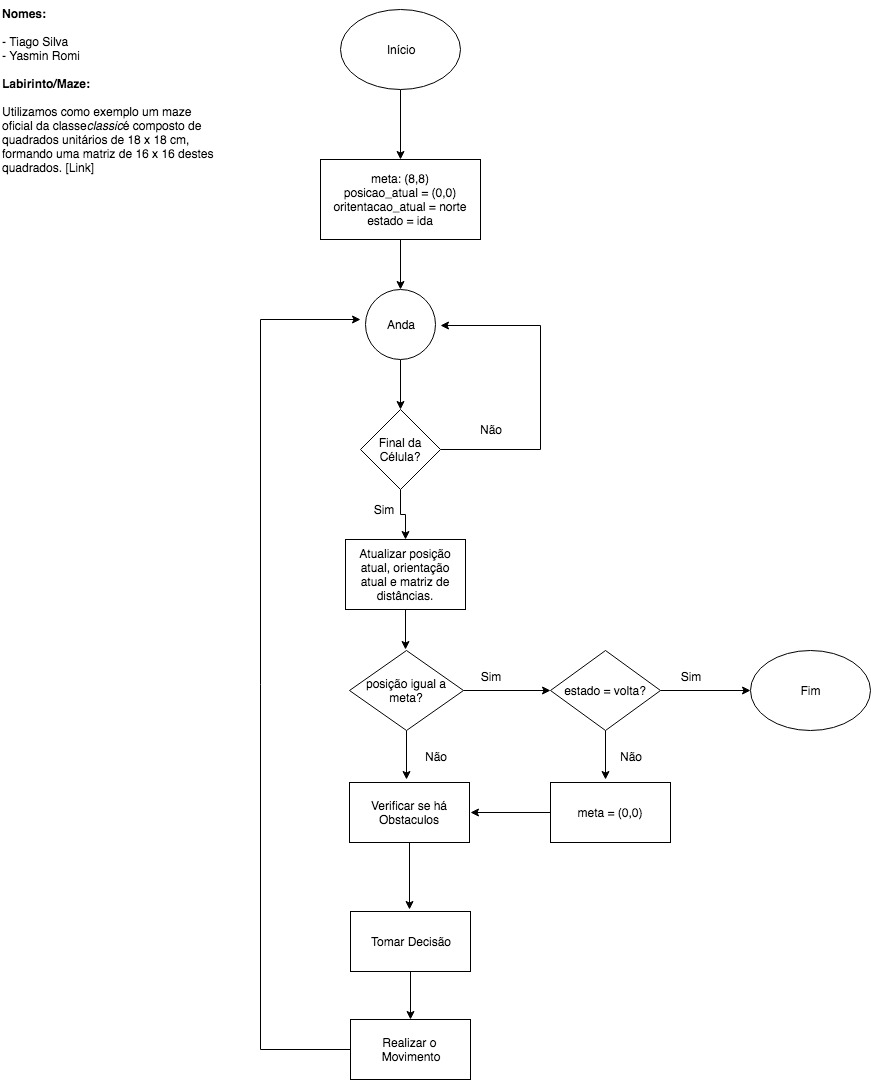 Nomes:
- Tiago Silva
- Yasmin Romi
Labirinto/Maze:
Utilizamos como exemplo um maze
oficial da classeclassicé composto de
quadrados unitários de 18 x 18 cm,
formando uma matriz de 16 x 16 destes
quadrados. [Link]
Início
meta: (8,8)
posicao_atual = (0,0)
oritentacao_atual = norte
estado = ida
Anda
Final da
Célula?
Não
Sim
Atualizar posição
atual, orientação
atual e matriz de
distâncias.
posição igual a
meta?
Sim
estado = volta?
Sim
Fim
Não
Não
Verificar se há
Obstaculos
meta = (0,0)
Tomar Decisão
Realizar o
Movimento